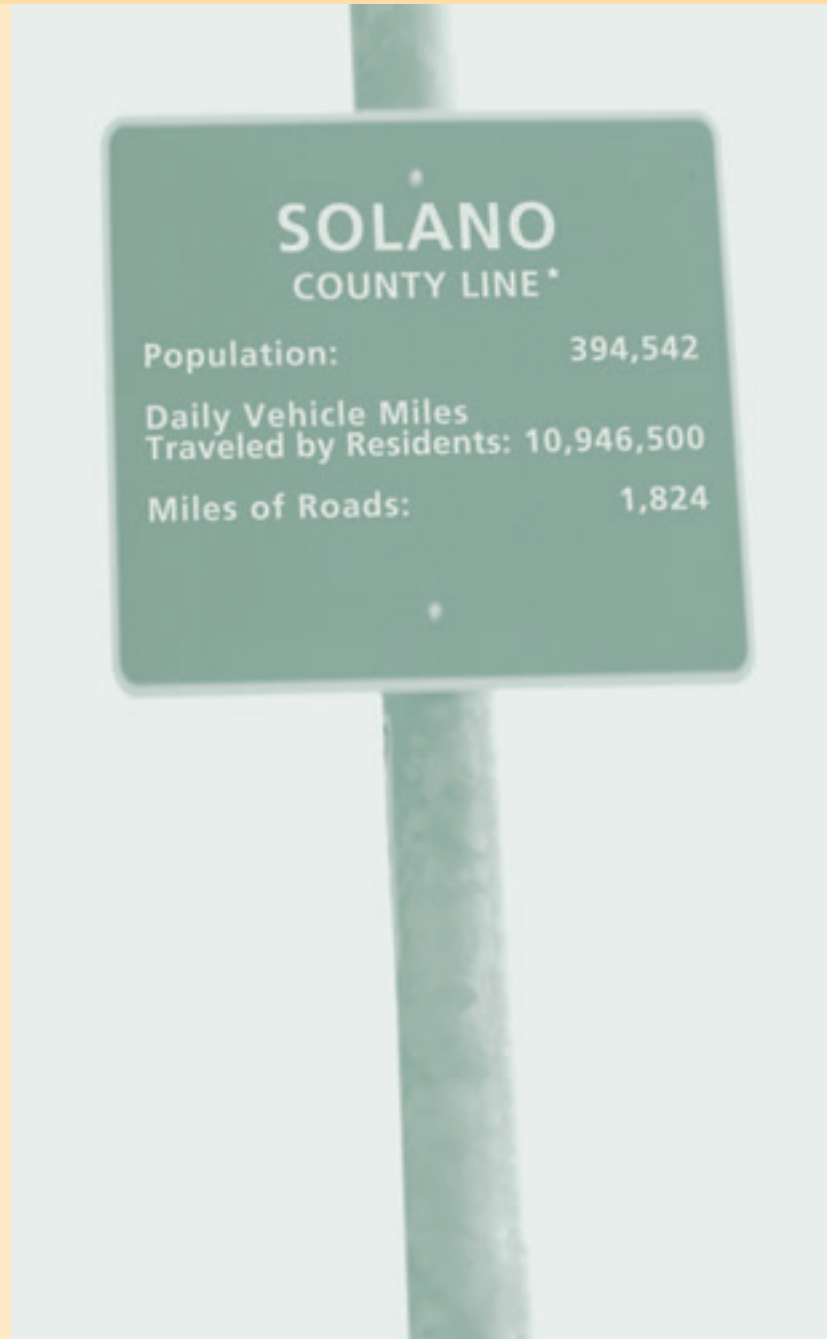 SOLANO
COUNTY LINE*
Population: 394,542
Daily Vehicle Miles
Traveled by Residents: 10,946,500
Miles of Roads: 1,824